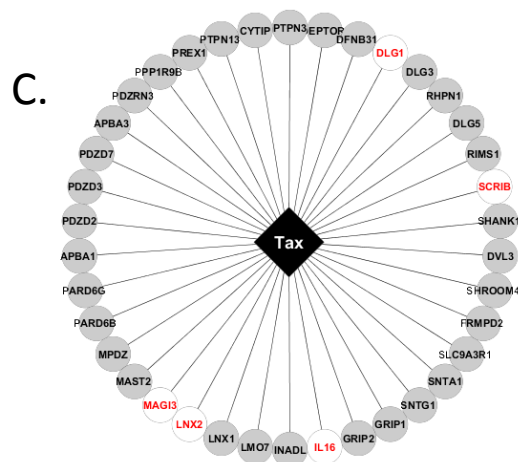 C.
PTPN3
EPTOR
DFNB31
DLG1
DLG3
RHPN1
DLG5
RIMS1
SCRIB
SHANK1
DVL3
SHROOM4
FRMPD2
SLC9A3R1
SNTA1
SNTG1
GRIP1
GRIP2
IL16
INADL
LMO7
LNX1
LNX2
MAGI3
MAST2
MPDZ
PARD6B
PARD6G
APBA1
PDZD2
PDZD3
PDZD7
APBA3
PDZRN3
PPP1R9B
PREX1
PTPN13
CYTIP
Tax